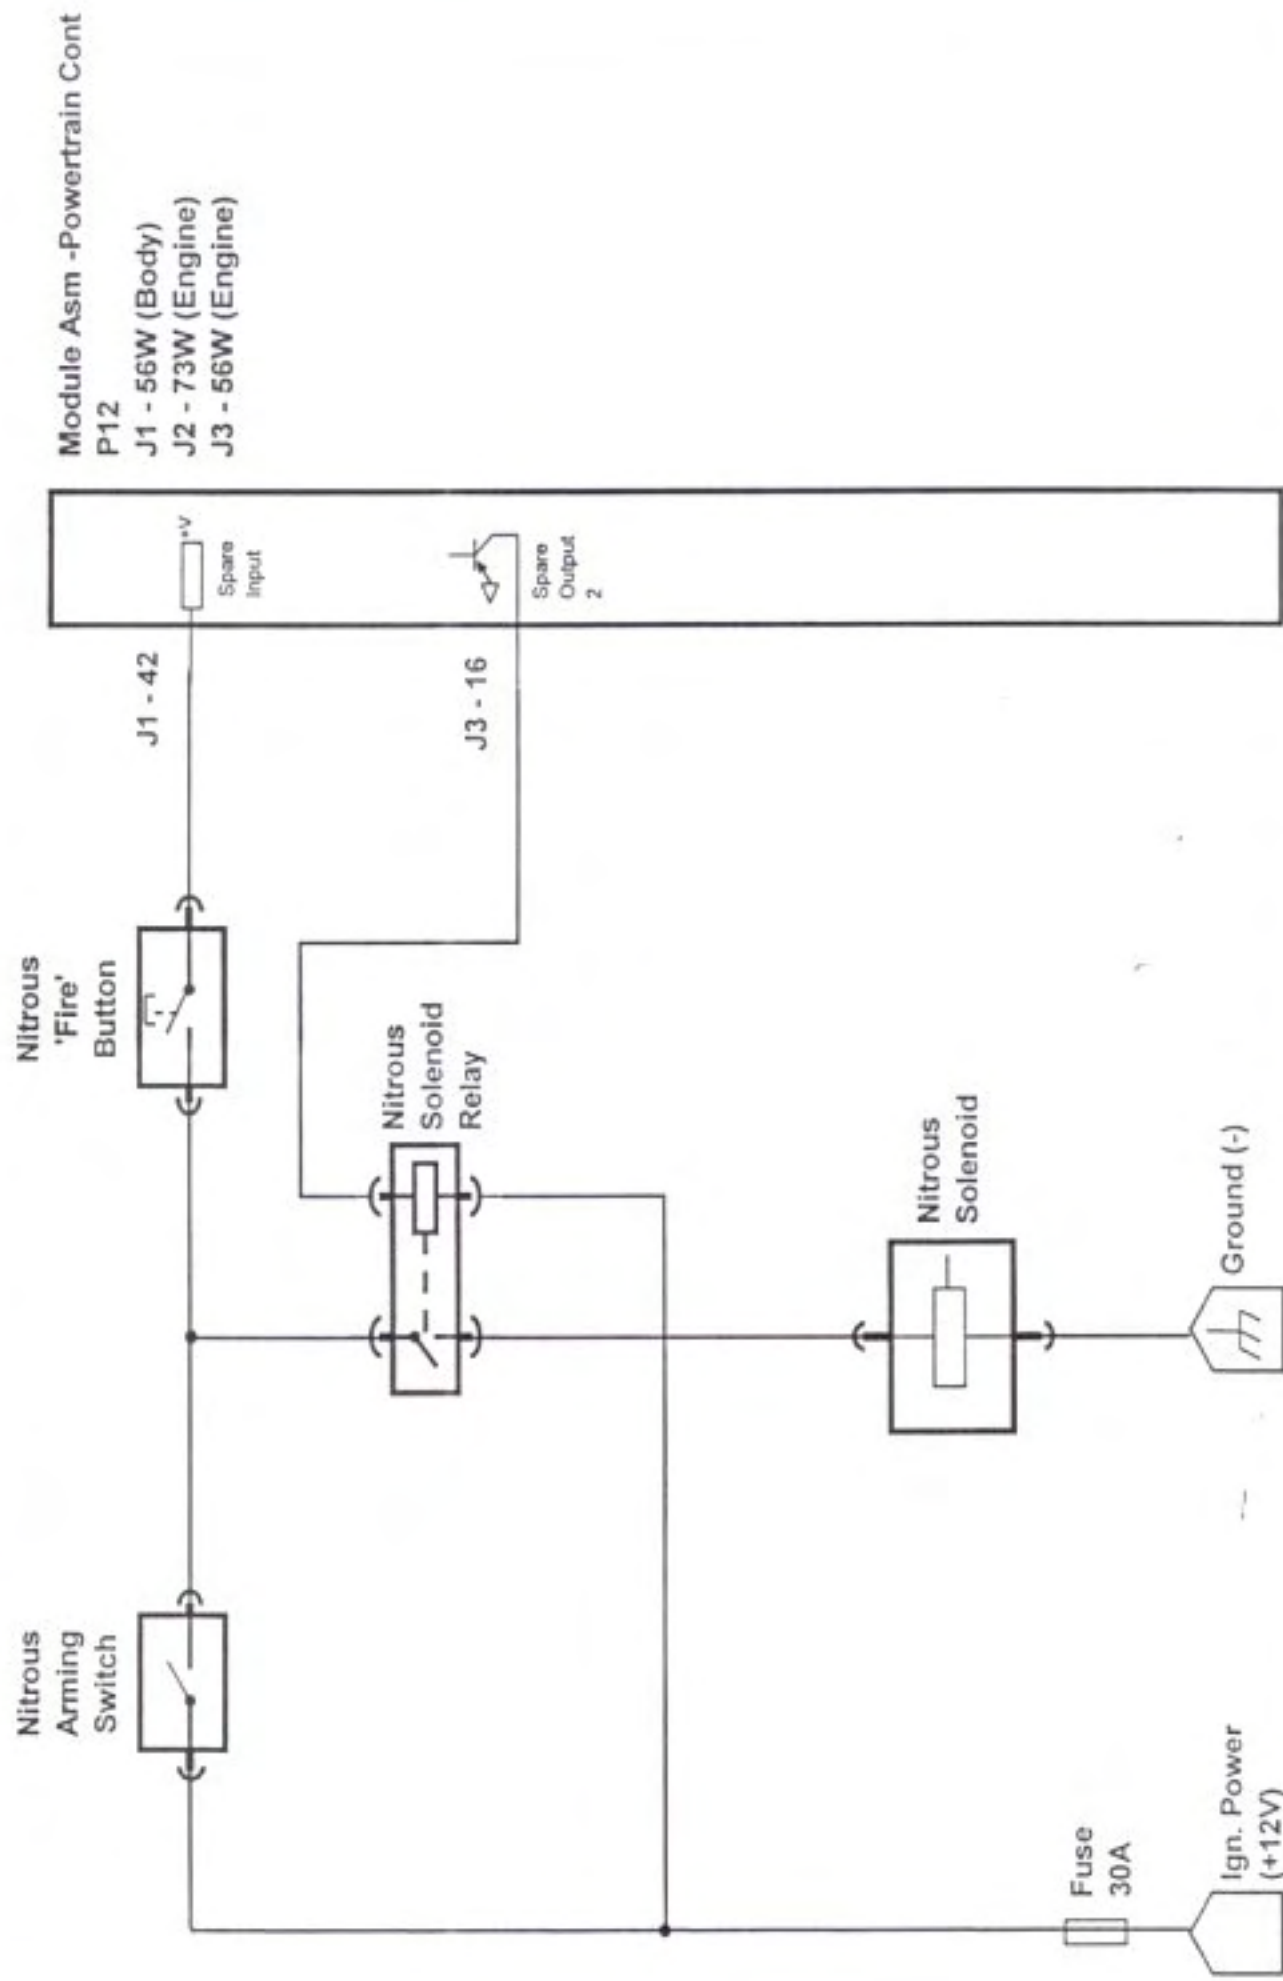 Nitrous
Arming
Switch
Nitrous
'Fire'
Button
Module Asm -Powertrain Cont
P12
J1 - 56W (Body)
J2 - 73W (Engine)
J3 - 56W (Engine)
J1 - 42
+V
Spare
Input
Nitrous
Solenoid
Relay
J3 - 16
Spare
Output
2
Nitrous
Solenoid
Fuse
30A
Ign. Power
(+12V)
Ground (-)